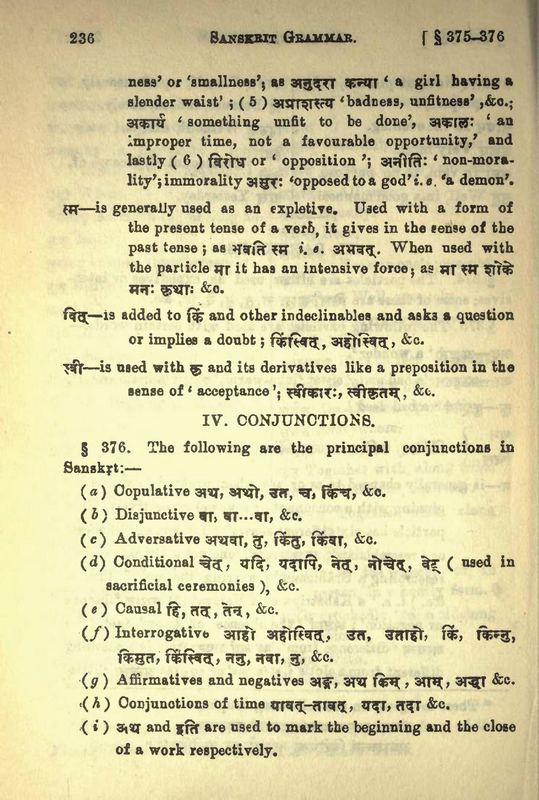 236 SANSKRIT GRAMMAR. [ § 375–376
ness' or 'smallness'; as अनुदरा कन्या ' a girl having a
slender waist' ; ( 5 ) अप्राशस्त्य 'badness, unfitness' ,&c.;
अकार्य ' something unfit to be done', अकालः ' an
improper time, not a favourable opportunity,' and
lastly ( 6 ) विरोध or ' opposition '; अनीतिः ' non-mora-
lity'; immorality असुरः 'opposed to a god' i. e. 'a demon'.
स्म—is generally used as an expletive. Used with a form of
the present tense of a verb, it gives in the sense of the
past tense ; as भवति स्म i. e. अभवत्. When used with
the particle मा it has an intensive force; as मा स्म शोके
मनः कृथाः &c.
स्वित्—is added to किं and other indeclinables and asks a question
or implies a doubt ; किंस्वित्, अहोस्वित्, &c.
स्वी—is used with कृ and its derivatives like a preposition in the
sense of ' acceptance '; स्वीकारः, स्वीकृतम्, &c.
IV. CONJUNCTIONS.
§ 376. The following are the principal conjunctions in
Sanskṛt:—
( a ) Copulative अथ, अथो, उत, च, किंच, &c.
( b ) Disjunctive वा, वा...वा, &c.
( c ) Adversative अथवा, तु, किंतु, किंवा, &c.
( d ) Conditional चेत्, यदि, यदापि, नेत्, नोचेत्, वेट् ( used in
sacrificial ceremonies ), &c.
( e ) Causal हि, तत्, तेन, &c.
( f ) Interrogative आहो अहोस्वित्, उत, उताहो, किं, किन्नु,
किमुत, किंस्वित्, ननु, नवा, नु, &c.
( g ) Affirmatives and negatives अङ्ग, अथ किम्, आम्, अद्धा &c.
( h ) Conjunctions of time यावत्–तावत्, यदा, तदा &c.
( i ) अथ and इति are used to mark the beginning and the close
of a work respectively.